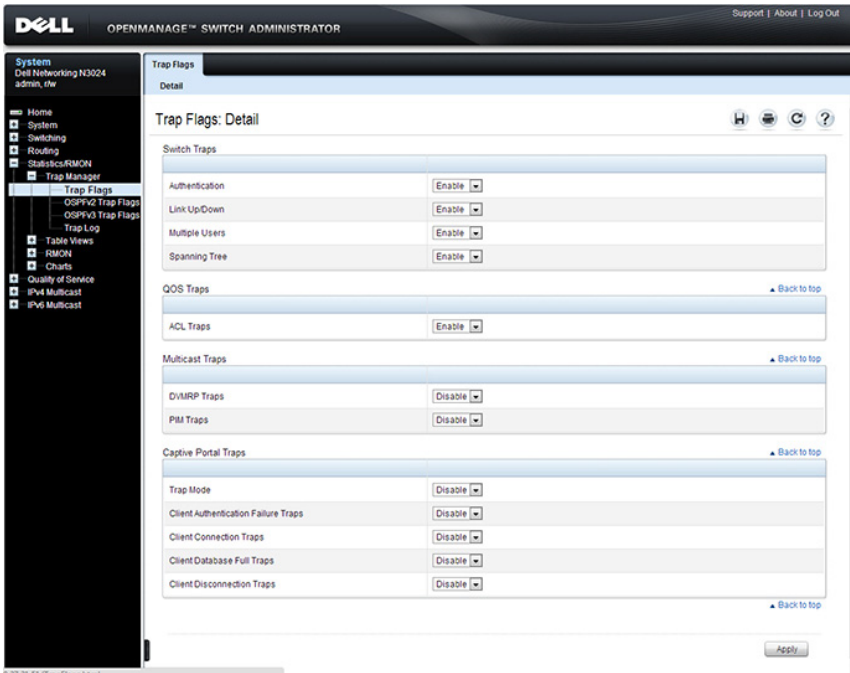 Support | About | Log Out
DELL OPENMANAGE™ SWITCH ADMINISTRATOR
System
Dell Networking N3024
admin, r/w
Home
System
Switching
Routing
Statistics/RMON
Trap Manager
Trap Flags
OSPFv2 Trap Flags
OSPFv3 Trap Flags
Trap Log
Table Views
RMON
Charts
Quality of Service
IPv4 Multicast
IPv6 Multicast
Trap Flags
Detail
Trap Flags: Detail
Switch Traps
Authentication Enable
Link Up/Down Enable
Multiple Users Enable
Spanning Tree Enable
QOS Traps Back to top
ACL Traps Enable
Multicast Traps Back to top
DVMRP Traps Disable
PIM Traps Disable
Captive Portal Traps Back to top
Trap Mode Disable
Client Authentication Failure Traps Disable
Client Connection Traps Disable
Client Database Full Traps Disable
Client Disconnection Traps Disable
Back to top
Apply